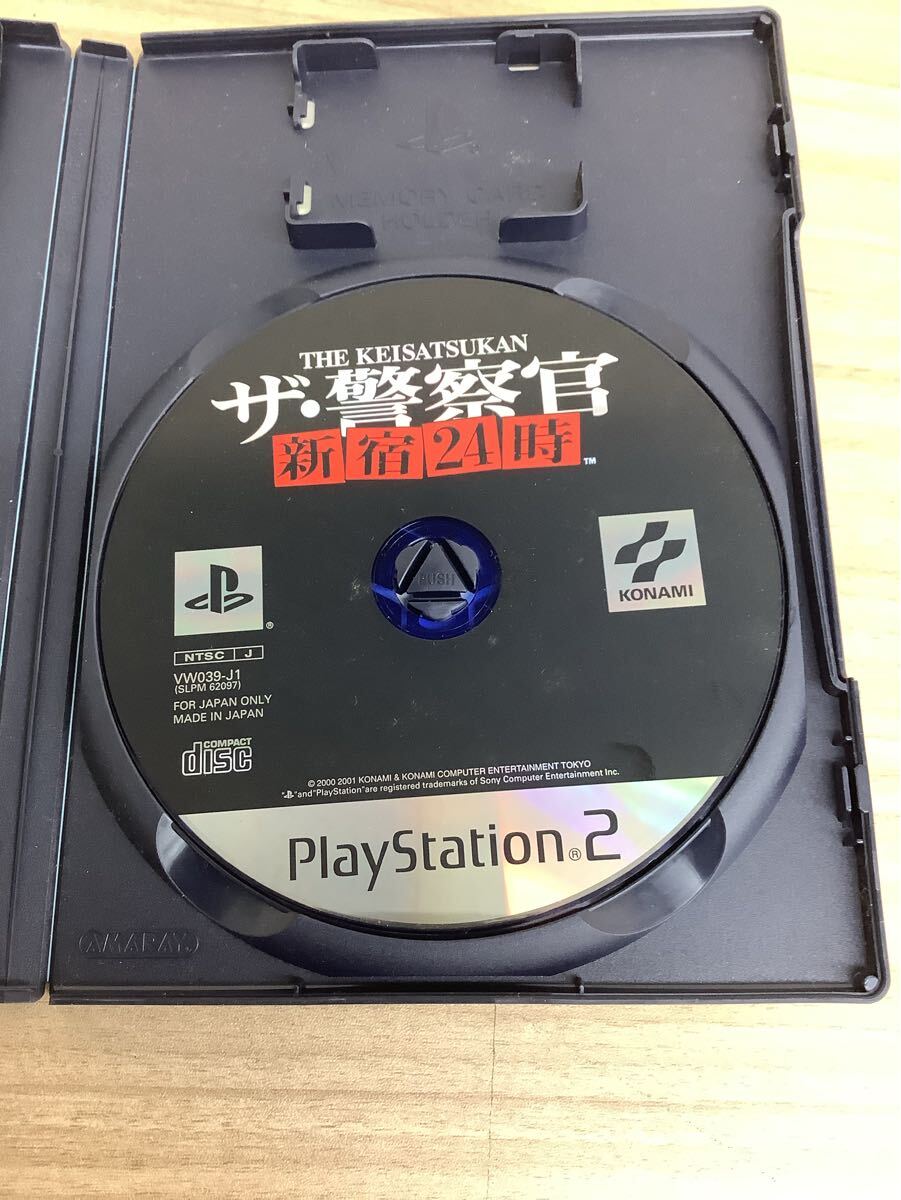 MEMORY CARD
HOLDER
THE KEISATSUKAN
ザ・警察官
新宿24時™
PUSH
KONAMI
®
NTSC J
VW039-J1
(SLPM 62097)
FOR JAPAN ONLY
MADE IN JAPAN
COMPACT
disc
© 2000 2001 KONAMI & KONAMI COMPUTER ENTERTAINMENT TOKYO
" " and "PlayStation" are registered trademarks of Sony Computer Entertainment Inc.
PlayStation®2
AMARAY